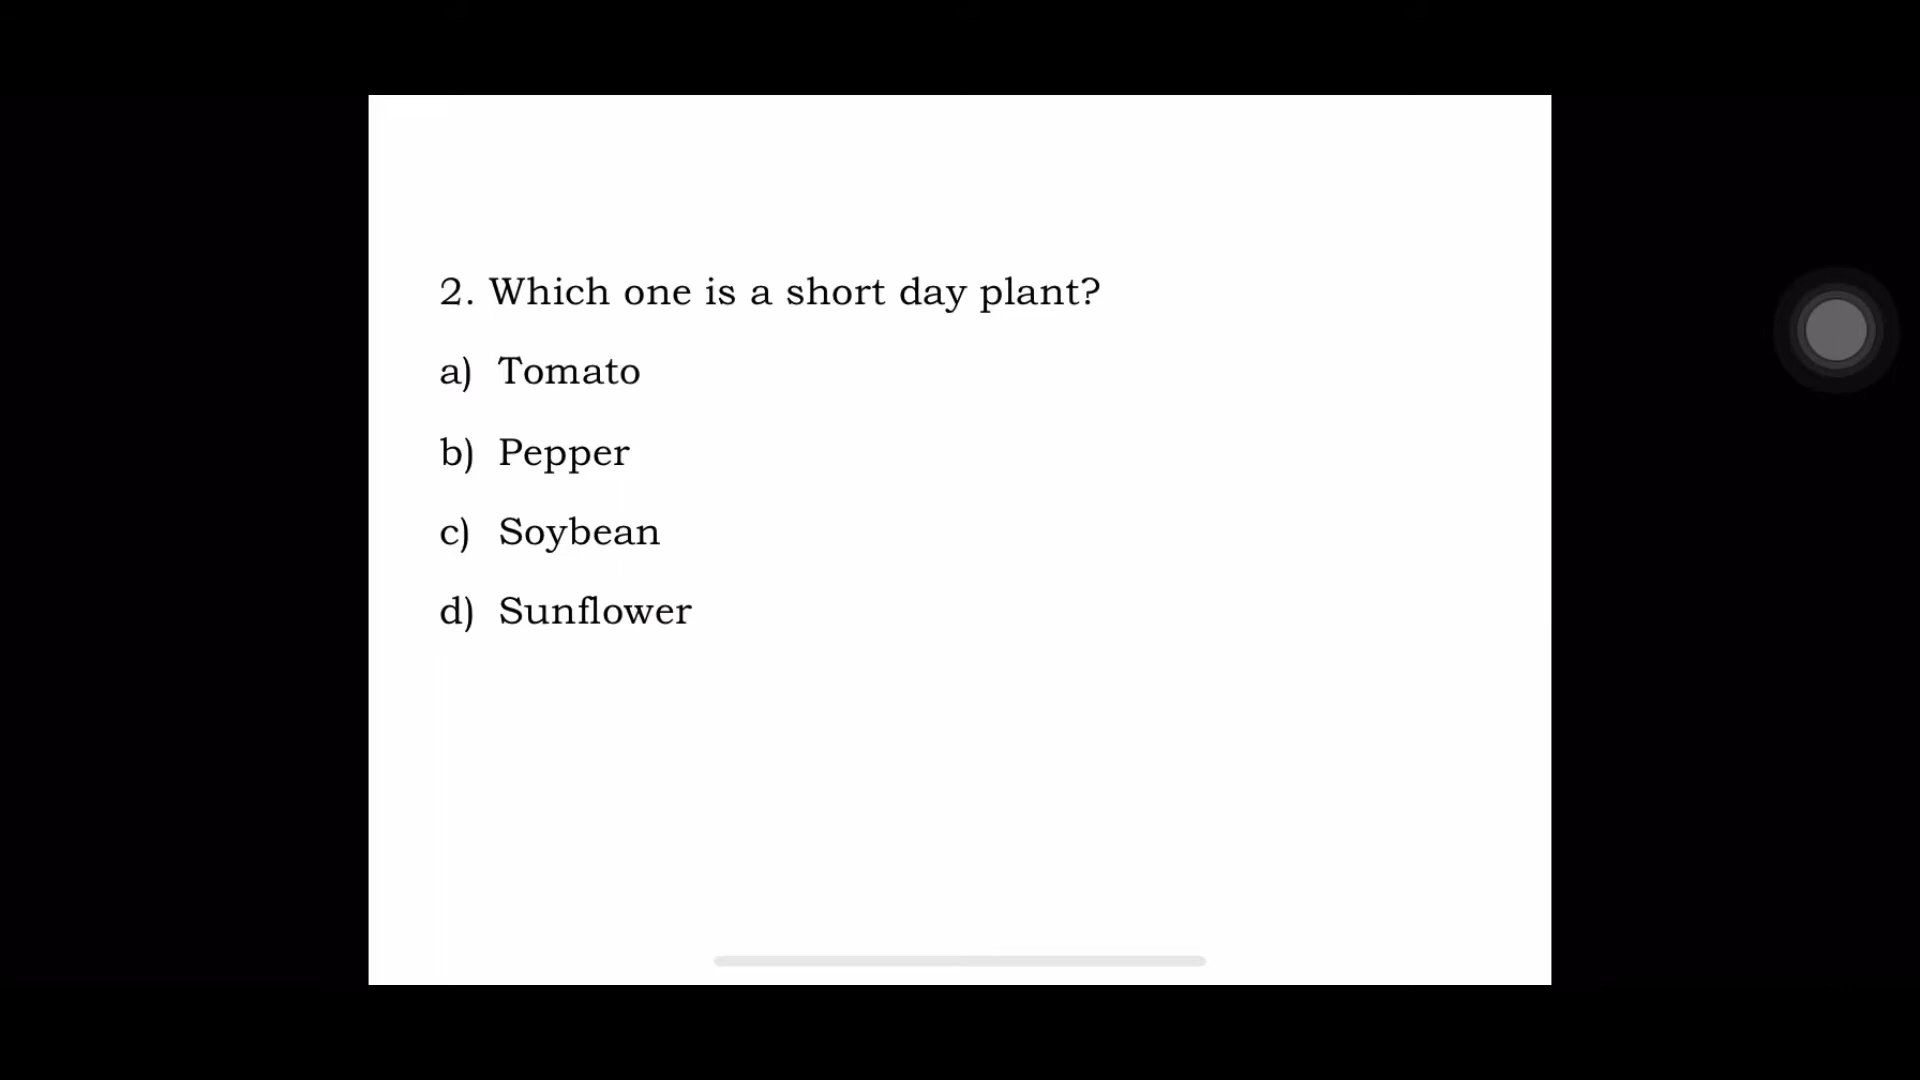 2. Which one is a short day plant?
a) Tomato
b) Pepper
c) Soybean
d) Sunflower